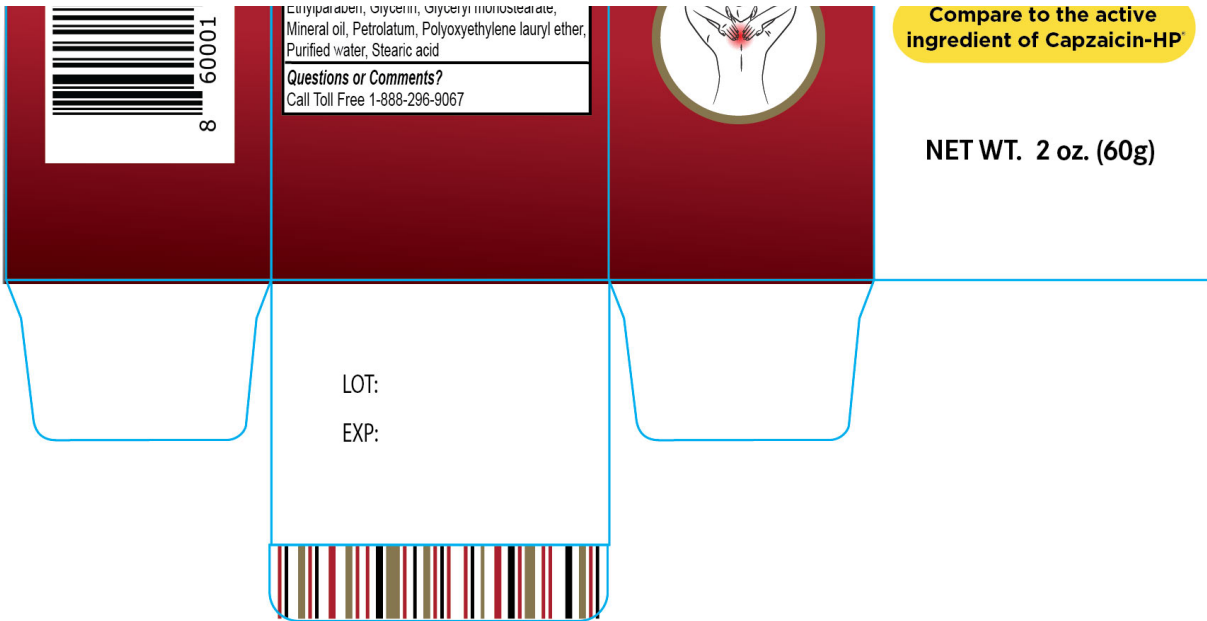 8 60001
Ethylparaben, Glycerin, Glyceryl monostearate,
Mineral oil, Petrolatum, Polyoxyethylene lauryl ether,
Purified water, Stearic acid
Questions or Comments?
Call Toll Free 1-888-296-9067
Compare to the active
ingredient of Capzaicin-HP®
NET WT. 2 oz. (60g)
LOT:
EXP: